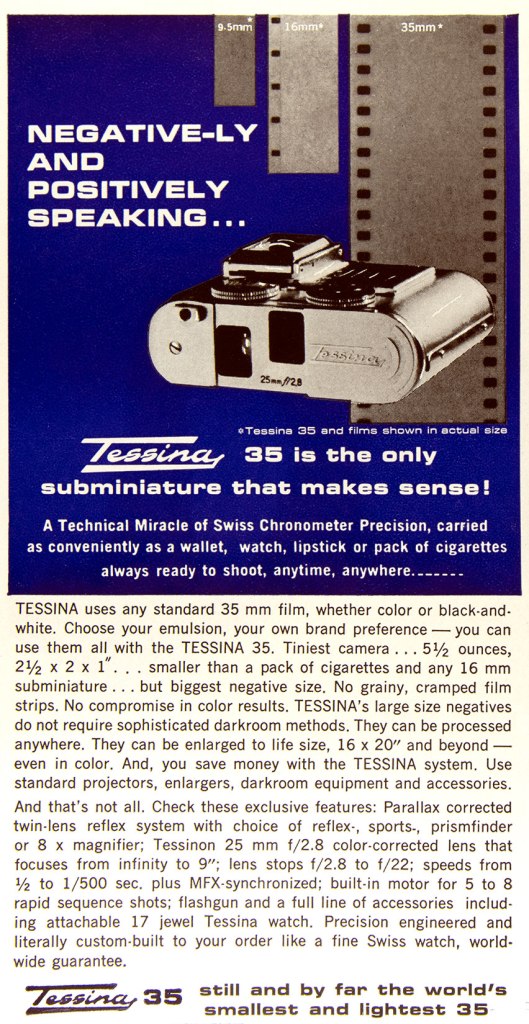 9.5mm*
16mm*
35mm*
NEGATIVE-LY
AND
POSITIVELY
SPEAKING...
Tessina
25mm f/2.8
*Tessina 35 and films shown in actual size
Tessina 35 is the only
subminiature that makes sense!
A Technical Miracle of Swiss Chronometer Precision, carried
as conveniently as a wallet, watch, lipstick or pack of cigarettes
always ready to shoot, anytime, anywhere.......
TESSINA uses any standard 35 mm film, whether color or black-and-
white. Choose your emulsion, your own brand preference — you can
use them all with the TESSINA 35. Tiniest camera . . . 5½ ounces,
2½ x 2 x 1″. . . smaller than a pack of cigarettes and any 16 mm
subminiature . . . but biggest negative size. No grainy, cramped film
strips. No compromise in color results. TESSINA's large size negatives
do not require sophisticated darkroom methods. They can be processed
anywhere. They can be enlarged to life size, 16 x 20″ and beyond —
even in color. And, you save money with the TESSINA system. Use
standard projectors, enlargers, darkroom equipment and accessories.
And that's not all. Check these exclusive features: Parallax corrected
twin-lens reflex system with choice of reflex-, sports-, prismfinder
or 8 x magnifier; Tessinon 25 mm f/2.8 color-corrected lens that
focuses from infinity to 9″; lens stops f/2.8 to f/22; speeds from
½ to 1/500 sec. plus MFX-synchronized; built-in motor for 5 to 8
rapid sequence shots; flashgun and a full line of accessories includ-
ing attachable 17 jewel Tessina watch. Precision engineered and
literally custom-built to your order like a fine Swiss watch, world-
wide guarantee.
Tessina 35 still and by far the world's
smallest and lightest 35